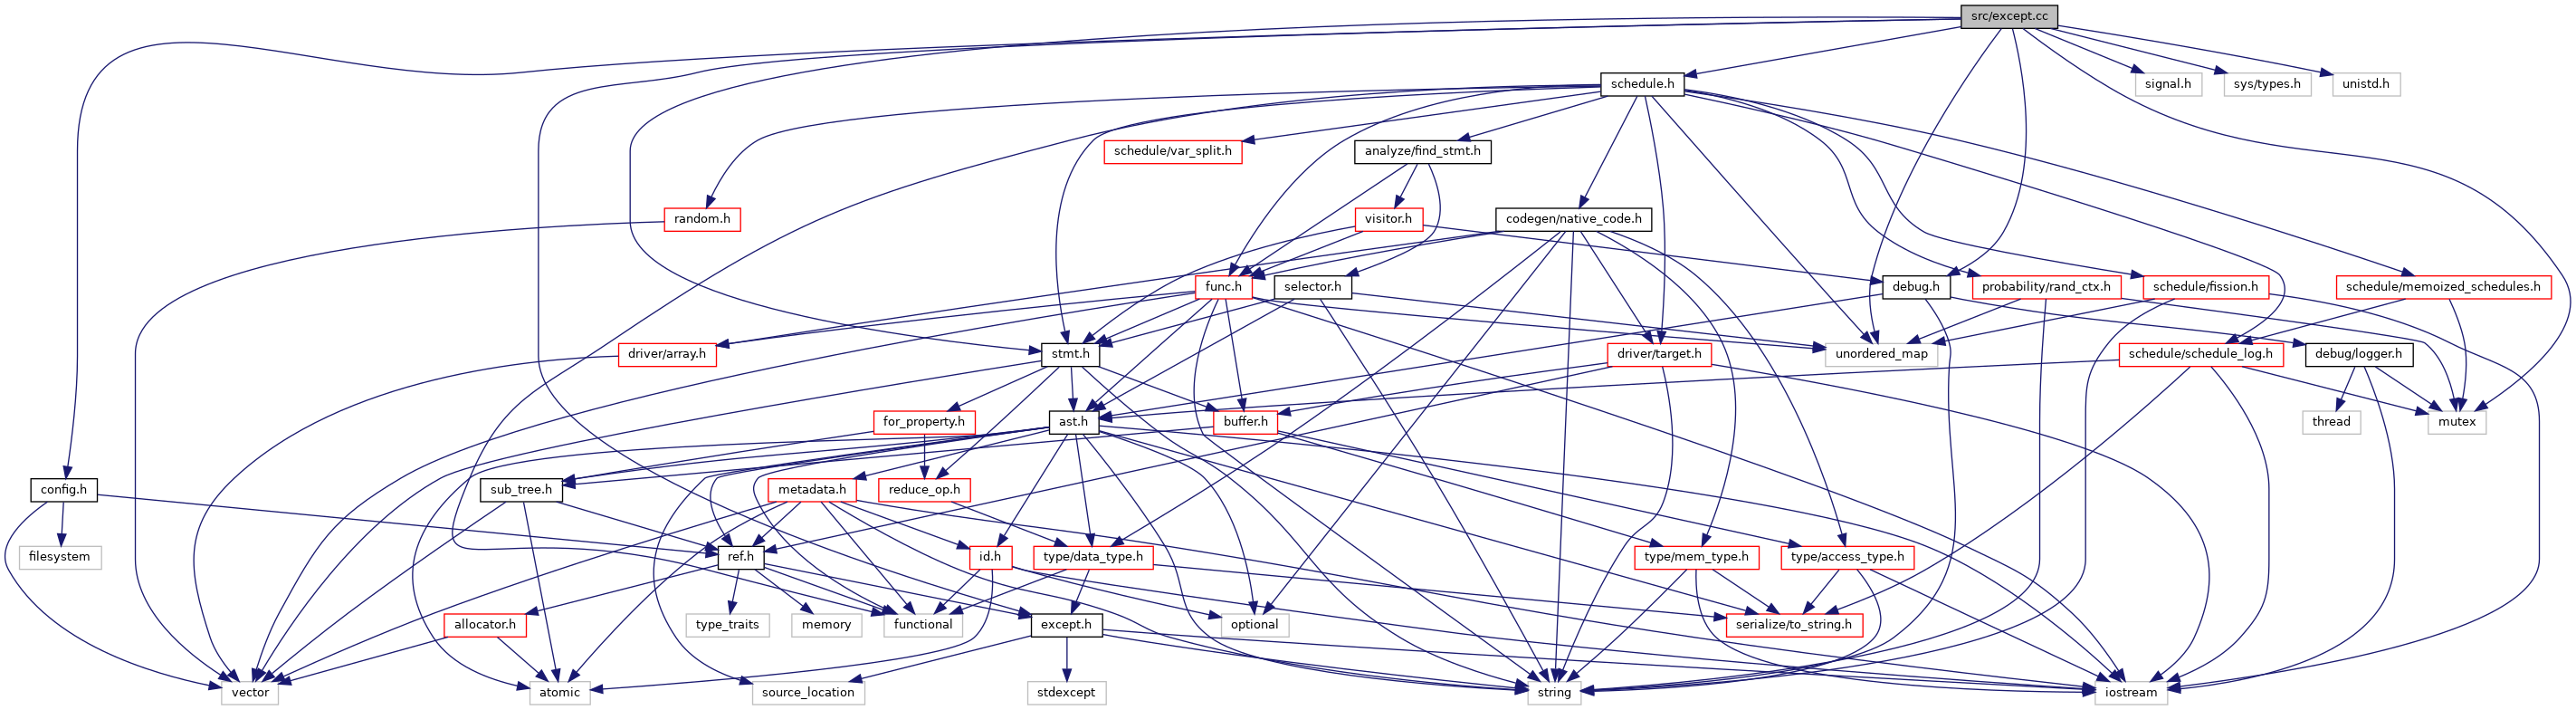 src/except.cc
schedule.h
signal.h
sys/types.h
unistd.h
schedule/var_split.h
analyze/find_stmt.h
random.h
visitor.h
codegen/native_code.h
func.h
selector.h
debug.h
probability/rand_ctx.h
schedule/fission.h
schedule/memoized_schedules.h
driver/array.h
stmt.h
driver/target.h
unordered_map
schedule/schedule_log.h
debug/logger.h
for_property.h
ast.h
buffer.h
thread
mutex
config.h
sub_tree.h
metadata.h
reduce_op.h
filesystem
ref.h
id.h
type/data_type.h
type/mem_type.h
type/access_type.h
allocator.h
type_traits
memory
functional
except.h
optional
serialize/to_string.h
vector
atomic
source_location
stdexcept
string
iostream